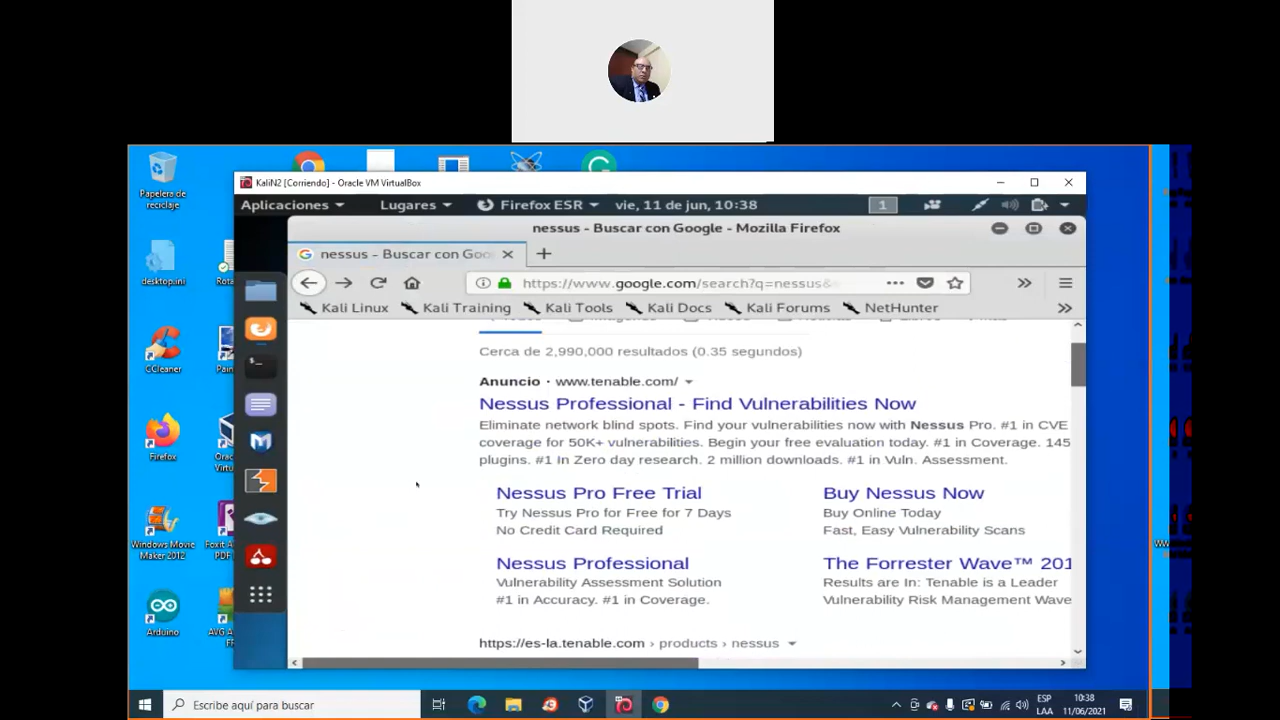 Papelera de
reciclaje
desktop.ini
Rota
CCleaner
Pain
Firefox
Orac
Virtu
Windows Movie
Maker 2012
Foxit
PDF
Arduino
AVG A
FR
KaliN2 [Corriendo] - Oracle VM VirtualBox
Aplicaciones
Lugares
Firefox ESR
vie, 11 de jun, 10:38
1
nessus - Buscar con Google - Mozilla Firefox
nessus - Buscar con Goo
https://www.google.com/search?q=nessus&
Kali Linux
Kali Training
Kali Tools
Kali Docs
Kali Forums
NetHunter
Cerca de 2,990,000 resultados (0.35 segundos)
Anuncio · www.tenable.com/
Nessus Professional - Find Vulnerabilities Now
Eliminate network blind spots. Find your vulnerabilities now with Nessus Pro. #1 in CVE
coverage for 50K+ vulnerabilities. Begin your free evaluation today. #1 in Coverage. 145
plugins. #1 In Zero day research. 2 million downloads. #1 in Vuln. Assessment.
Nessus Pro Free Trial
Try Nessus Pro for Free for 7 Days
No Credit Card Required
Buy Nessus Now
Buy Online Today
Fast, Easy Vulnerability Scans
Nessus Professional
Vulnerability Assessment Solution
#1 in Accuracy. #1 in Coverage.
The Forrester Wave™ 201
Results are In: Tenable is a Leader
Vulnerability Risk Management Wave
https://es-la.tenable.com › products › nessus
Escribe aquí para buscar
ESP
LAA
10:38
11/06/2021